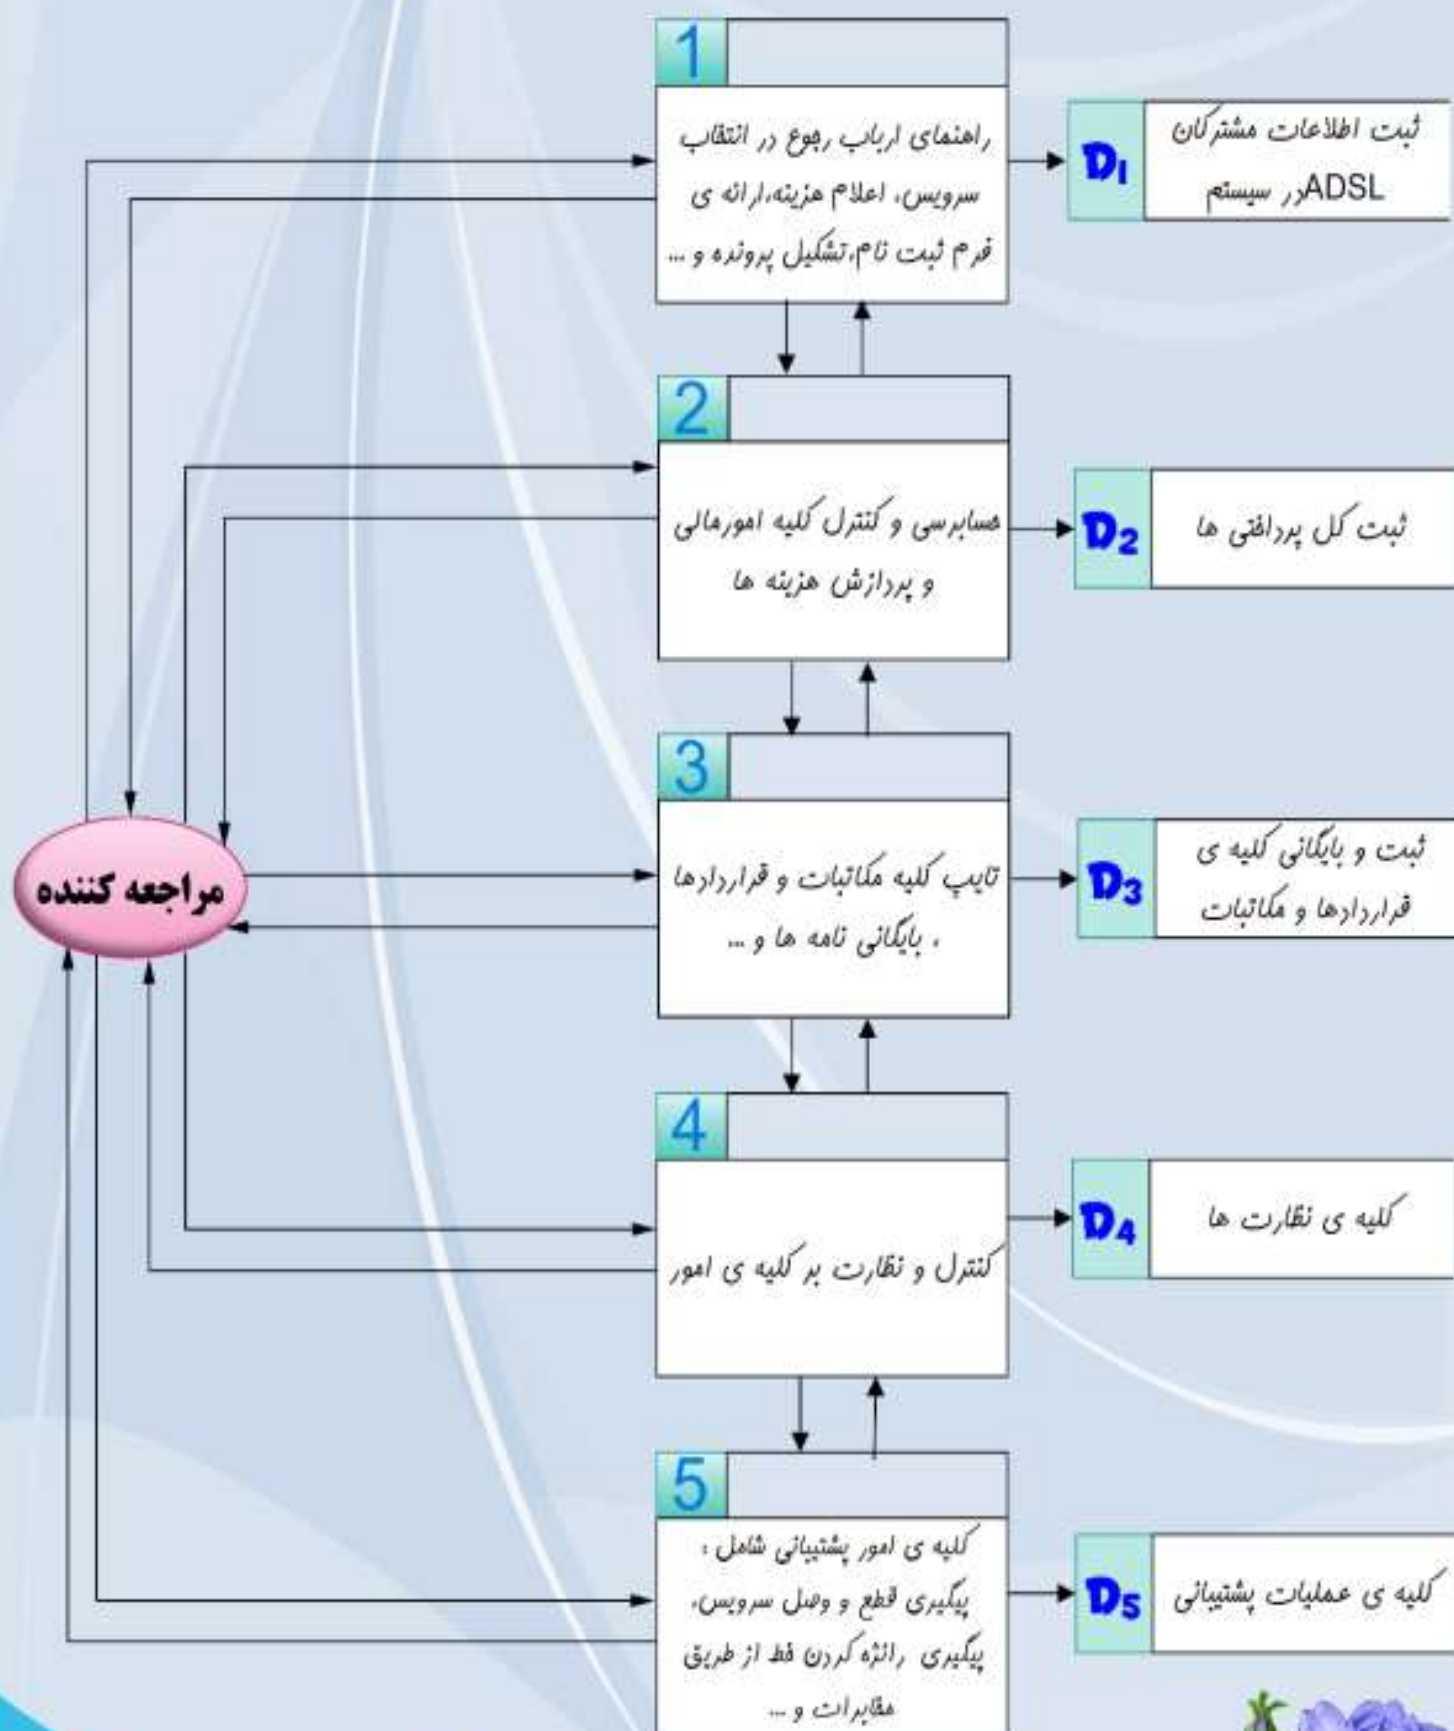 1
راهنمای ارباب رجوع در انتخاب
سرویس، اعلام هزینه،ارائه ی
فرم ثبت نام،تشکیل پرونده و ...
D1
ثبت اطلاعات مشترکان
ADSLدر سیستم
2
حسابرسی و کنترل کلیه امورمالی
و پردازش هزینه ها
D2
ثبت کل پرداختی ها
مراجعه کننده
3
تایپ کلیه مکاتبات و قراردادها
، بایگانی نامه ها و ...
D3
ثبت و بایگانی کلیه ی
قراردادها و مکاتبات
4
کنترل و نظارت بر کلیه ی امور
D4
کلیه ی نظارت ها
5
کلیه ی امور پشتیبانی شامل :
پیگیری قطع و وصل سرویس،
پیگیری رانژه کردن خط از طریق
مخابرات و ...
D5
کلیه ی عملیات پشتیبانی